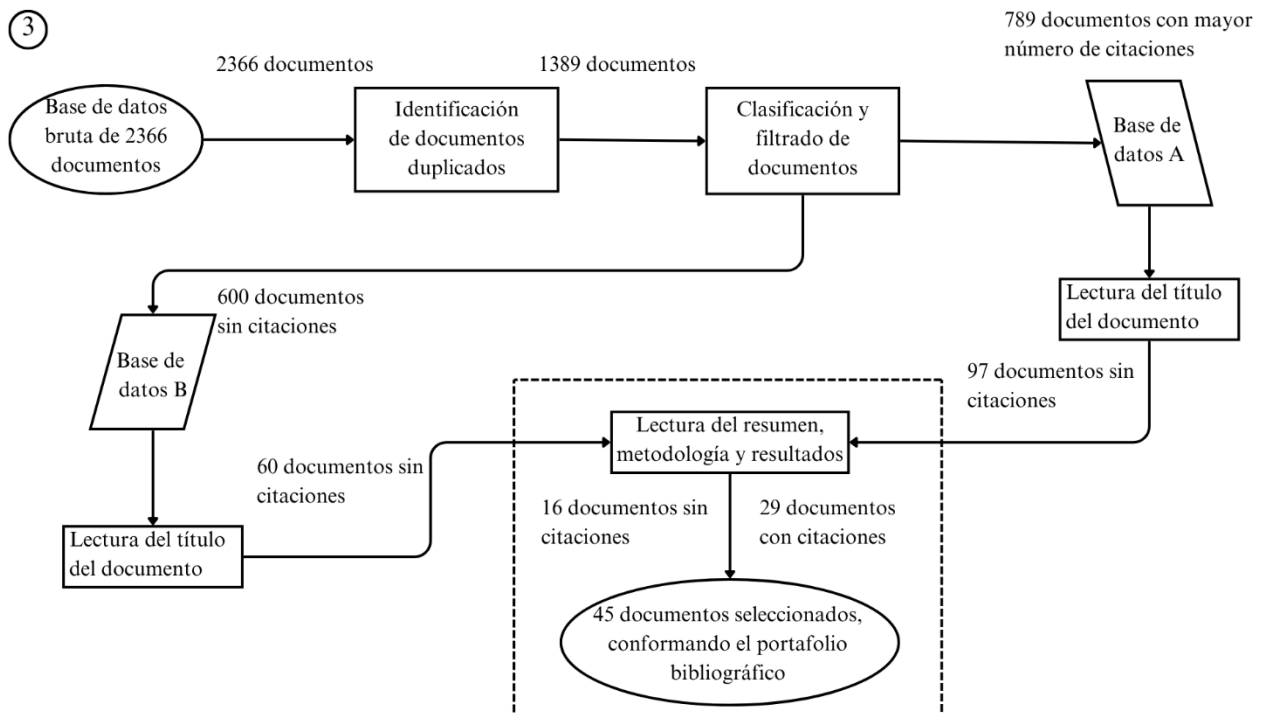 3
Base de datos
bruta de 2366
documentos
2366 documentos
Identificación
de documentos
duplicados
1389 documentos
Clasificación y
filtrado de
documentos
789 documentos con mayor
número de citaciones
Base de
datos A
Lectura del título
del documento
97 documentos sin
citaciones
600 documentos
sin citaciones
Base de
datos B
Lectura del título
del documento
60 documentos sin
citaciones
Lectura del resumen,
metodología y resultados
16 documentos sin
citaciones
29 documentos
con citaciones
45 documentos seleccionados,
conformando el portafolio
bibliográfico